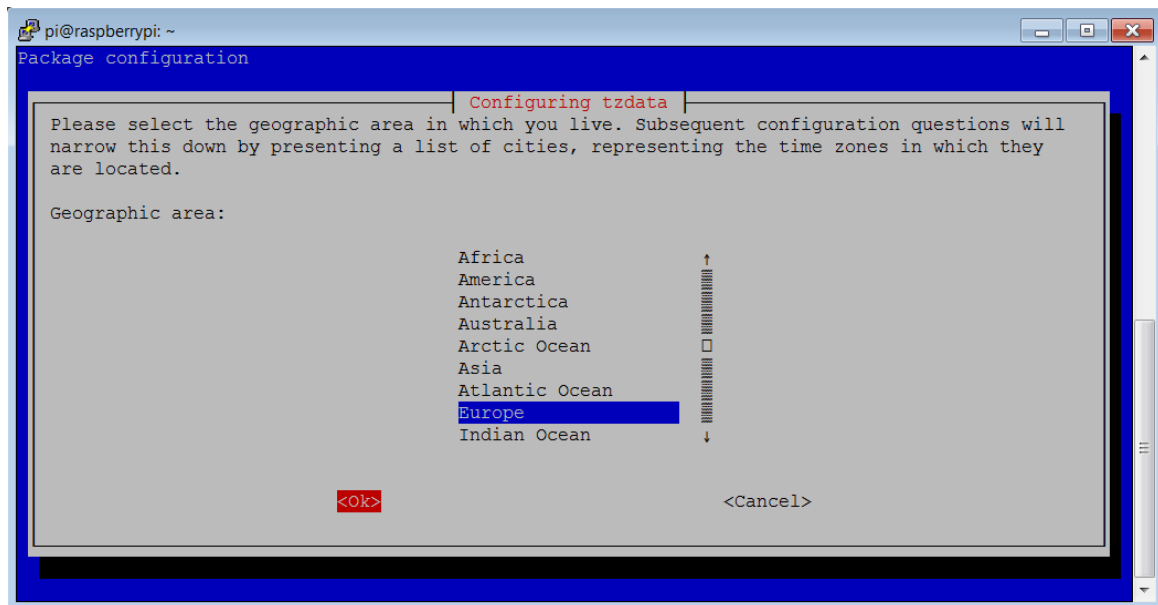 pi@raspberrypi: ~
Package configuration
Configuring tzdata
Please select the geographic area in which you live. Subsequent configuration questions will
narrow this down by presenting a list of cities, representing the time zones in which they
are located.
Geographic area:
Africa
America
Antarctica
Australia
Arctic Ocean
Asia
Atlantic Ocean
Europe
Indian Ocean
<Ok> <Cancel>